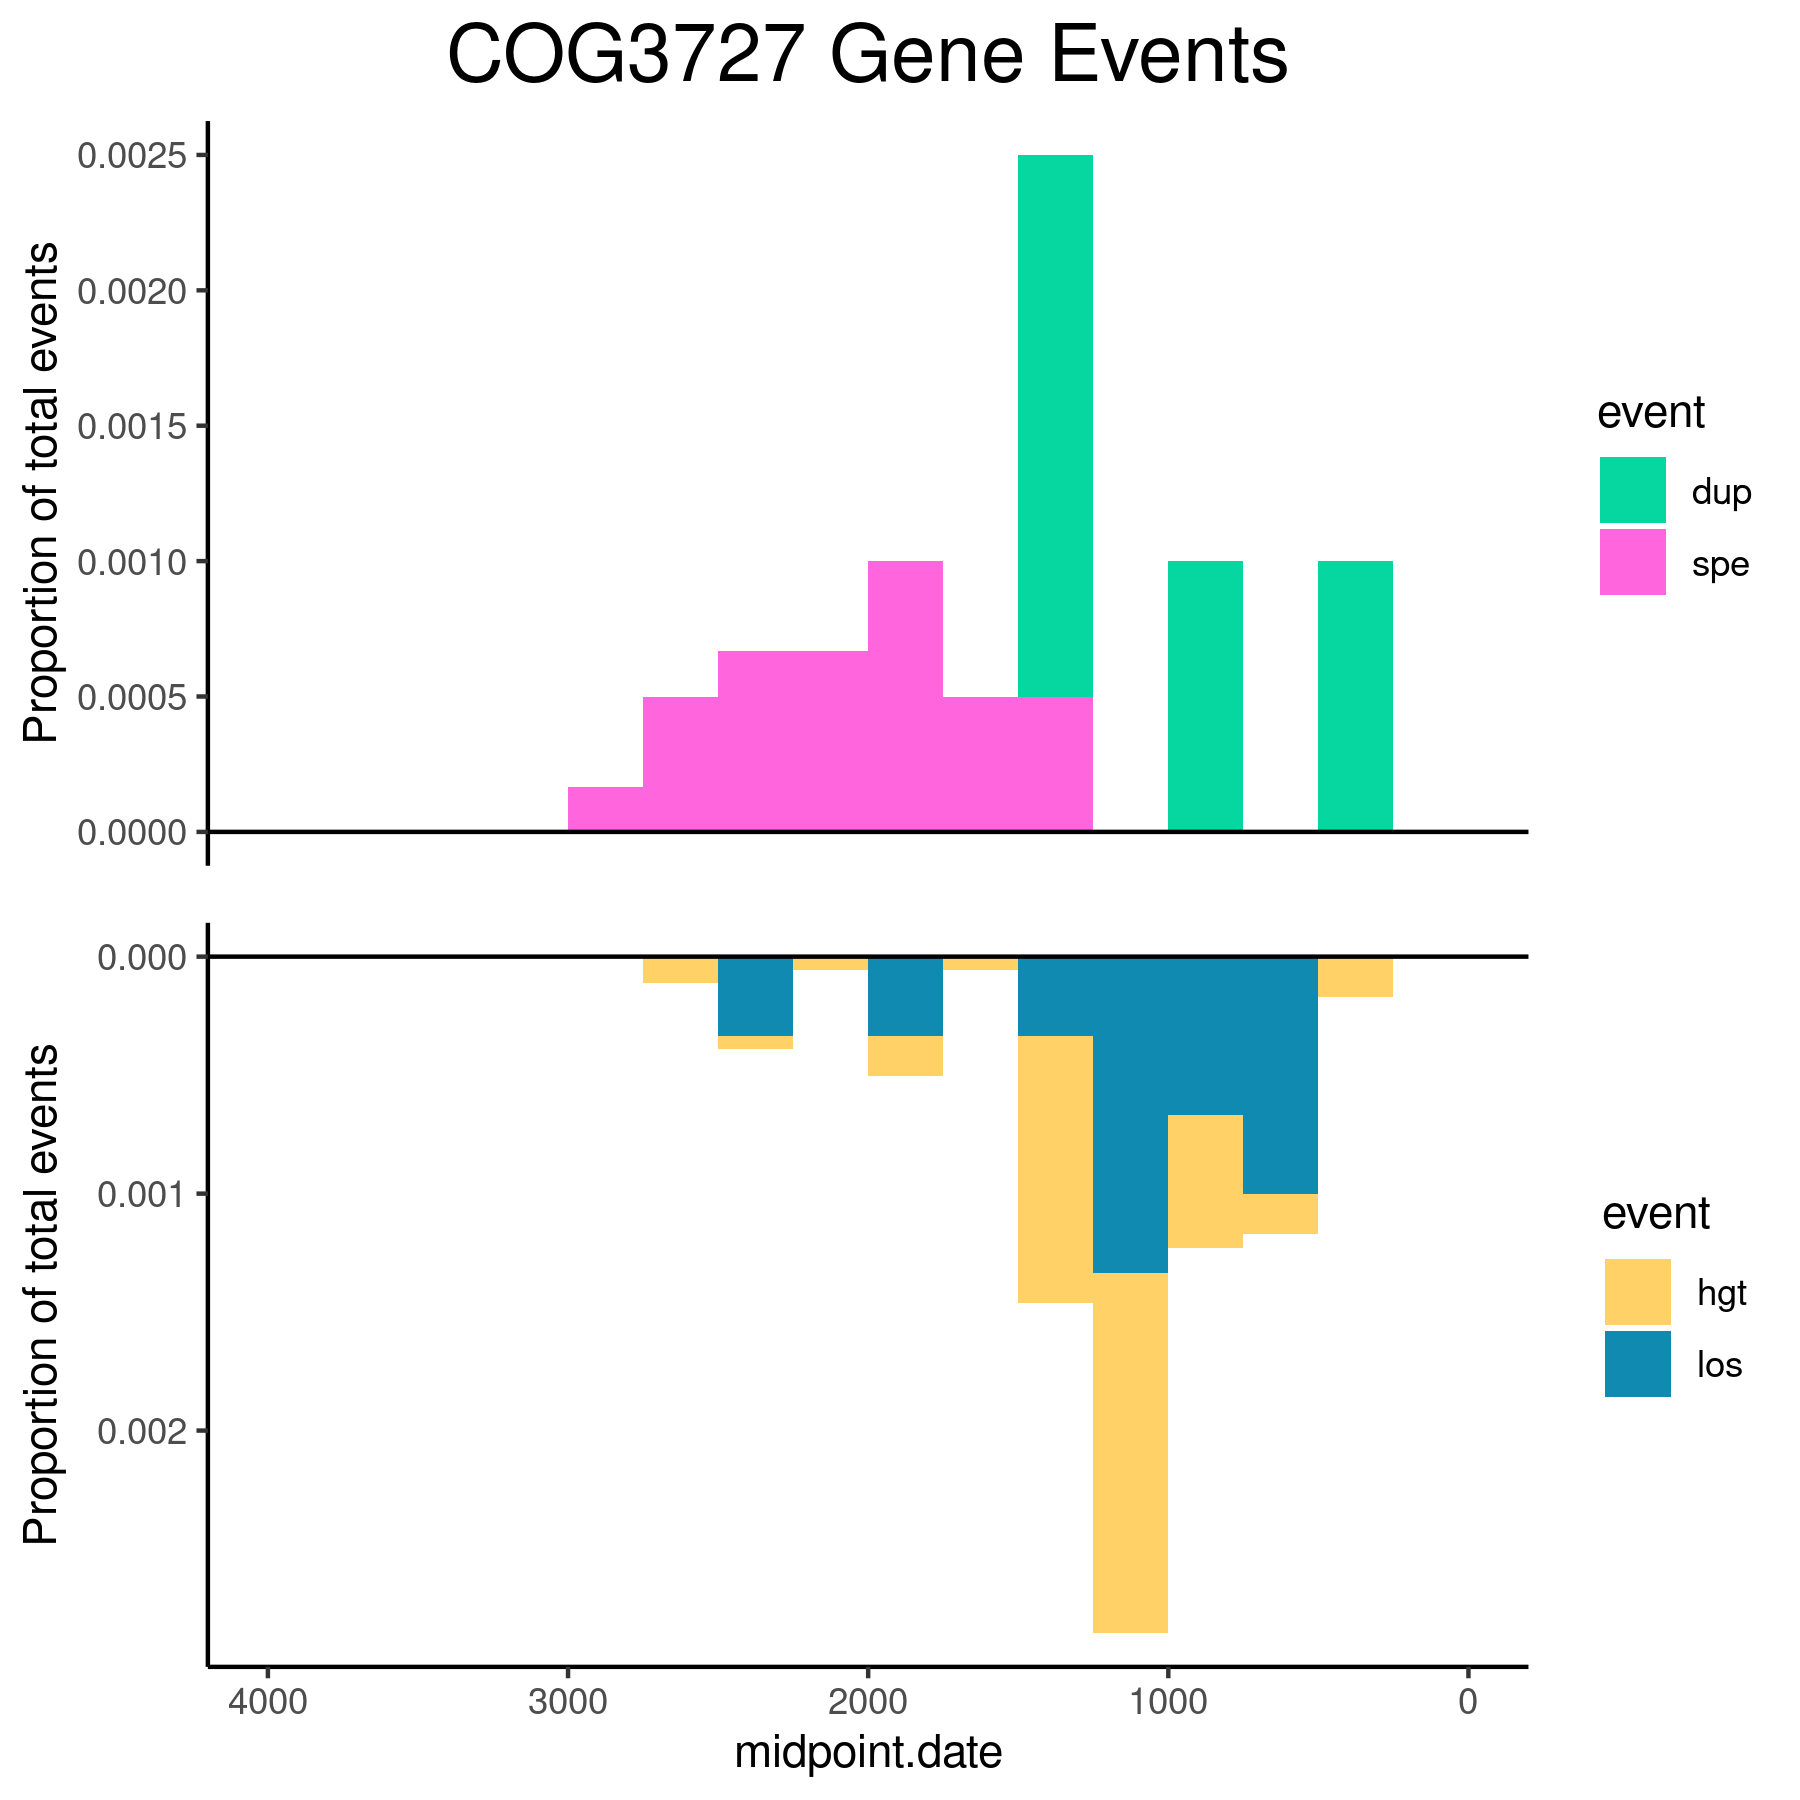 COG3727 Gene Events
Proportion of total events
0.0025
0.0020
0.0015
0.0010
0.0005
0.0000
event
dup
spe
Proportion of total events
0.000
0.001
0.002
event
hgt
los
4000 3000 2000 1000 0
midpoint.date